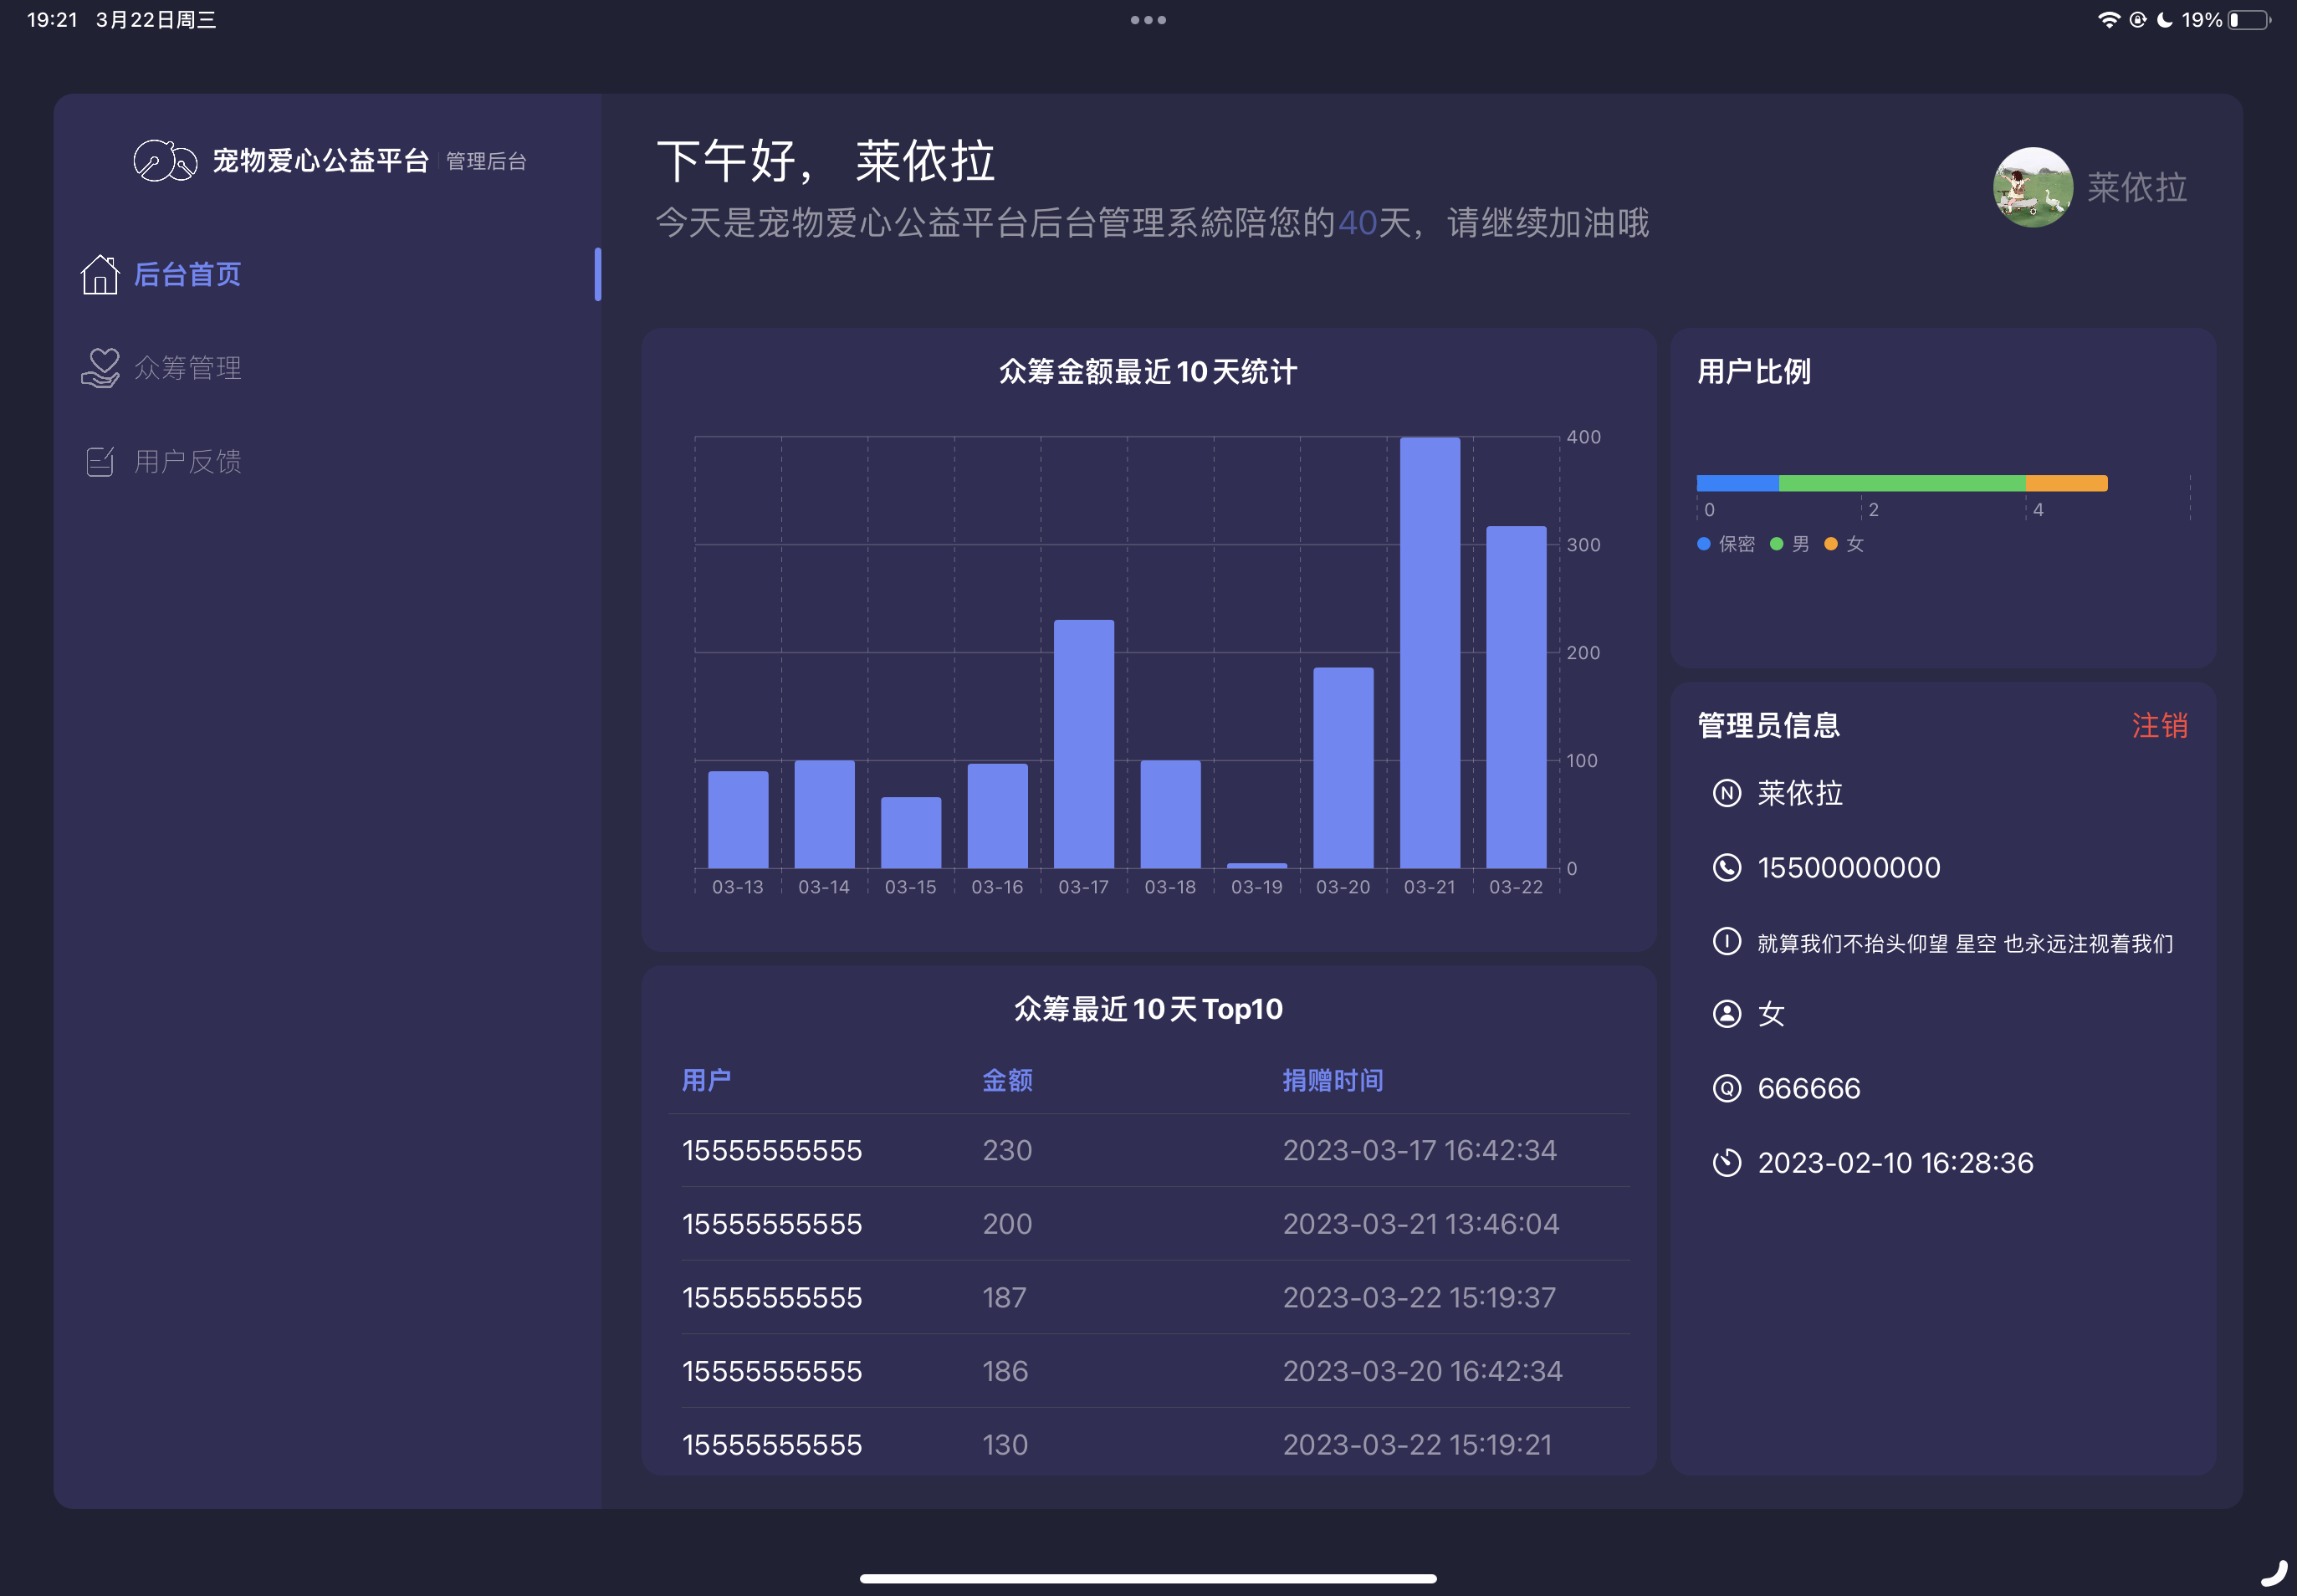 19:21 3月22日周三
19%
宠物爱心公益平台 管理后台
后台首页
众筹管理
用户反馈
下午好， 莱依拉
今天是宠物爱心公益平台后台管理系統陪您的40天，请继续加油哦
莱依拉
众筹金额最近10天统计
400
300
200
100
0
03-13 03-14 03-15 03-16 03-17 03-18 03-19 03-20 03-21 03-22
众筹最近10天Top10
用户 金额 捐赠时间
15555555555 230 2023-03-17 16:42:34
15555555555 200 2023-03-21 13:46:04
15555555555 187 2023-03-22 15:19:37
15555555555 186 2023-03-20 16:42:34
15555555555 130 2023-03-22 15:19:21
用户比例
0 2 4
保密 男 女
管理员信息 注销
N 莱依拉
15500000000
I 就算我们不抬头仰望 星空 也永远注视着我们
女
Q 666666
2023-02-10 16:28:36